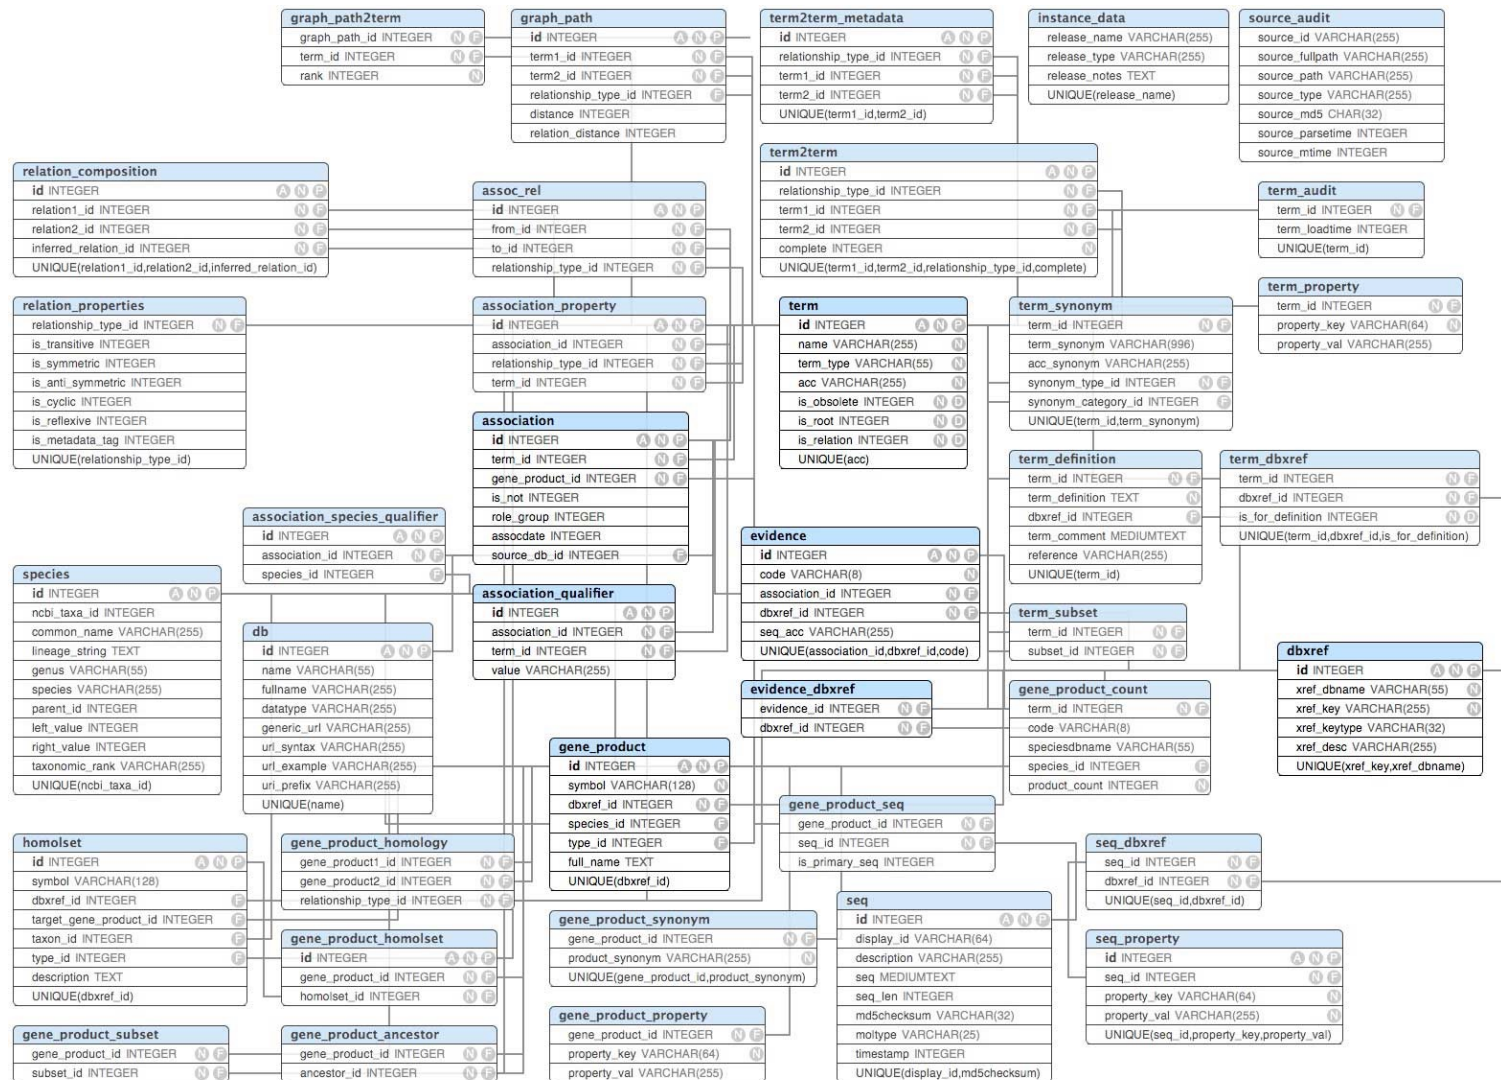 graph_path2term
graph_path_id INTEGER N F
term_id INTEGER N F
rank INTEGER N
graph_path
id INTEGER A N P
term1_id INTEGER N F
term2_id INTEGER N F
relationship_type_id INTEGER F
distance INTEGER
relation_distance INTEGER
term2term_metadata
id INTEGER A N P
relationship_type_id INTEGER N F
term1_id INTEGER N F
term2_id INTEGER N F
UNIQUE(term1_id,term2_id)
instance_data
release_name VARCHAR(255)
release_type VARCHAR(255)
release_notes TEXT
UNIQUE(release_name)
source_audit
source_id VARCHAR(255)
source_fullpath VARCHAR(255)
source_path VARCHAR(255)
source_type VARCHAR(255)
source_md5 CHAR(32)
source_parsetime INTEGER
source_mtime INTEGER
relation_composition
id INTEGER A N P
relation1_id INTEGER N F
relation2_id INTEGER N F
inferred_relation_id INTEGER N F
UNIQUE(relation1_id,relation2_id,inferred_relation_id)
assoc_rel
id INTEGER A N P
from_id INTEGER N F
to_id INTEGER N F
relationship_type_id INTEGER N F
term2term
id INTEGER A N P
relationship_type_id INTEGER N F
term1_id INTEGER N F
term2_id INTEGER N F
complete INTEGER N
UNIQUE(term1_id,term2_id,relationship_type_id,complete)
term_audit
term_id INTEGER N F
term_loadtime INTEGER
UNIQUE(term_id)
relation_properties
relationship_type_id INTEGER N F
is_transitive INTEGER
is_symmetric INTEGER
is_anti_symmetric INTEGER
is_cyclic INTEGER
is_reflexive INTEGER
is_metadata_tag INTEGER
UNIQUE(relationship_type_id)
association_property
id INTEGER A N P
association_id INTEGER N F
relationship_type_id INTEGER N F
term_id INTEGER N F
term
id INTEGER A N P
name VARCHAR(255) N
term_type VARCHAR(55) N
acc VARCHAR(255) N
is_obsolete INTEGER N D
is_root INTEGER N D
is_relation INTEGER N D
UNIQUE(acc)
term_synonym
term_id INTEGER N F
term_synonym VARCHAR(996)
acc_synonym VARCHAR(255)
synonym_type_id INTEGER N F
synonym_category_id INTEGER F
UNIQUE(term_id,term_synonym)
term_property
term_id INTEGER N F
property_key VARCHAR(64) N
property_val VARCHAR(255)
association
id INTEGER A N P
term_id INTEGER N F
gene_product_id INTEGER N F
is_not INTEGER
role_group INTEGER
assocdate INTEGER
source_db_id INTEGER F
term_definition
term_id INTEGER N F
term_definition TEXT N
dbxref_id INTEGER F
term_comment MEDIUMTEXT
reference VARCHAR(255)
UNIQUE(term_id)
term_dbxref
term_id INTEGER N F
dbxref_id INTEGER N F
is_for_definition INTEGER N D
UNIQUE(term_id,dbxref_id,is_for_definition)
association_species_qualifier
id INTEGER A N P
association_id INTEGER N F
species_id INTEGER F
evidence
id INTEGER A N P
code VARCHAR(8) N
association_id INTEGER N F
dbxref_id INTEGER N F
seq_acc VARCHAR(255)
UNIQUE(association_id,dbxref_id,code)
species
id INTEGER A N P
ncbi_taxa_id INTEGER
common_name VARCHAR(255)
lineage_string TEXT
genus VARCHAR(55)
species VARCHAR(255)
parent_id INTEGER
left_value INTEGER
right_value INTEGER
taxonomic_rank VARCHAR(255)
UNIQUE(ncbi_taxa_id)
db
id INTEGER A N P
name VARCHAR(55)
fullname VARCHAR(255)
datatype VARCHAR(255)
generic_url VARCHAR(255)
url_syntax VARCHAR(255)
url_example VARCHAR(255)
uri_prefix VARCHAR(255)
UNIQUE(name)
association_qualifier
id INTEGER A N P
association_id INTEGER N F
term_id INTEGER N F
value VARCHAR(255)
term_subset
term_id INTEGER N F
subset_id INTEGER N F
dbxref
id INTEGER A N P
xref_dbname VARCHAR(55) N
xref_key VARCHAR(255) N
xref_keytype VARCHAR(32)
xref_desc VARCHAR(255)
UNIQUE(xref_key,xref_dbname)
evidence_dbxref
evidence_id INTEGER N F
dbxref_id INTEGER N F
gene_product_count
term_id INTEGER N F
code VARCHAR(8)
speciesdbname VARCHAR(55)
species_id INTEGER F
product_count INTEGER N
gene_product
id INTEGER A N P
symbol VARCHAR(128) N
dbxref_id INTEGER N F
species_id INTEGER F
type_id INTEGER F
full_name TEXT
UNIQUE(dbxref_id)
gene_product_seq
gene_product_id INTEGER N F
seq_id INTEGER N F
is_primary_seq INTEGER
homolset
id INTEGER A N P
symbol VARCHAR(128)
dbxref_id INTEGER F
target_gene_product_id INTEGER F
taxon_id INTEGER F
type_id INTEGER F
description TEXT
UNIQUE(dbxref_id)
gene_product_homology
gene_product1_id INTEGER N F
gene_product2_id INTEGER N F
relationship_type_id INTEGER N F
seq_dbxref
seq_id INTEGER N F
dbxref_id INTEGER N F
UNIQUE(seq_id,dbxref_id)
gene_product_synonym
gene_product_id INTEGER N F
product_synonym VARCHAR(255) N
UNIQUE(gene_product_id,product_synonym)
seq
id INTEGER A N P
display_id VARCHAR(64)
description VARCHAR(255)
seq MEDIUMTEXT
seq_len INTEGER
md5checksum VARCHAR(32)
moltype VARCHAR(25)
timestamp INTEGER
UNIQUE(display_id,md5checksum)
gene_product_homolset
id INTEGER A N P
gene_product_id INTEGER N F
homolset_id INTEGER N F
seq_property
id INTEGER A N P
seq_id INTEGER N F
property_key VARCHAR(64) N
property_val VARCHAR(255) N
UNIQUE(seq_id,property_key,property_val)
gene_product_subset
gene_product_id INTEGER N F
subset_id INTEGER N F
gene_product_ancestor
gene_product_id INTEGER N F
ancestor_id INTEGER N F
gene_product_property
gene_product_id INTEGER N F
property_key VARCHAR(64) N
property_val VARCHAR(255)